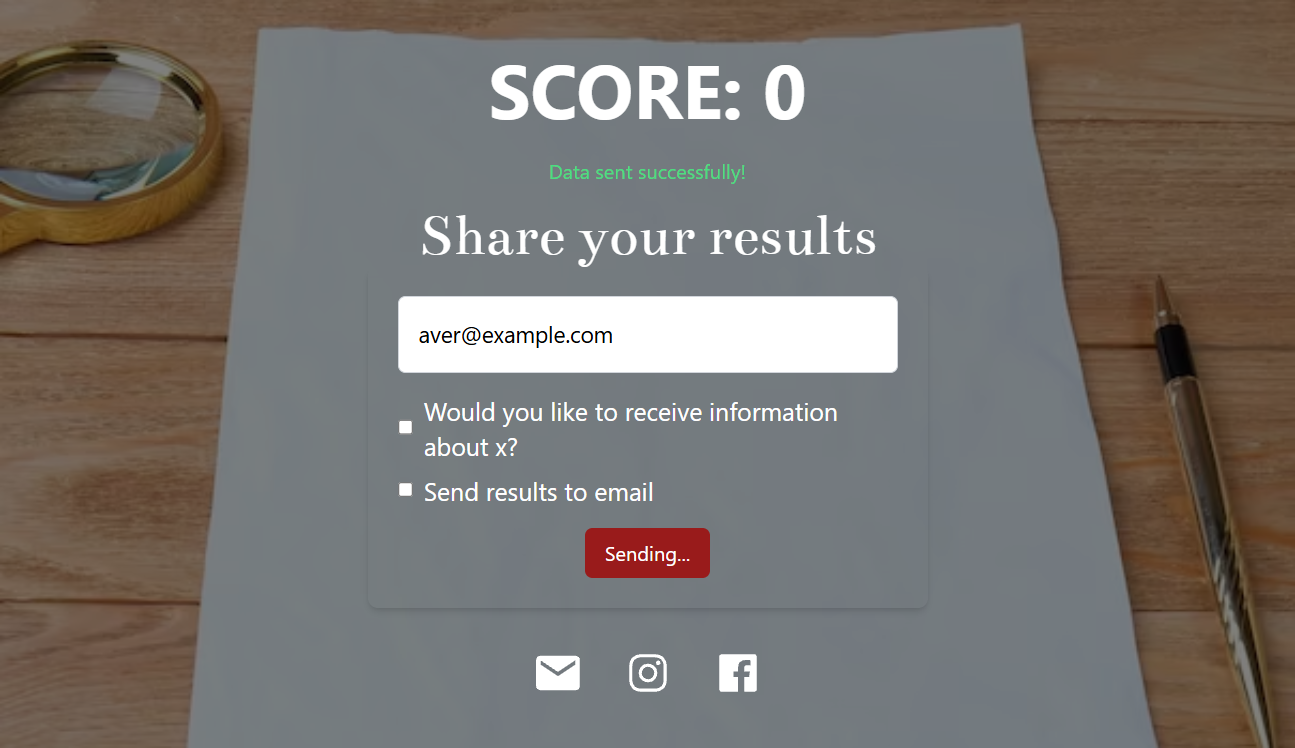 SCORE: 0
Data sent successfully!
Share your results
aver@example.com
Would you like to receive information
about x?
Send results to email
Sending...